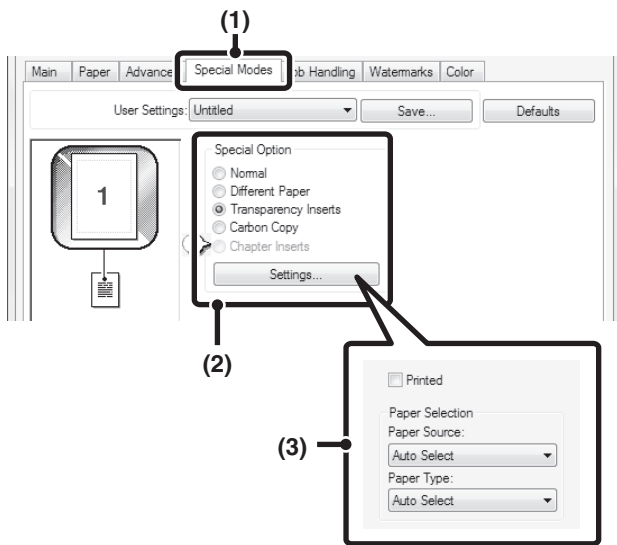 (1)
Main Paper Advance Special Modes ob Handling Watermarks Color
User Settings: Untitled Save... Defaults
Special Option
Normal
1
Different Paper
Transparency Inserts
Carbon Copy
Chapter Inserts
Settings...
(2)
Printed
Paper Selection
(3)
Paper Source:
Auto Select
Paper Type:
Auto Select